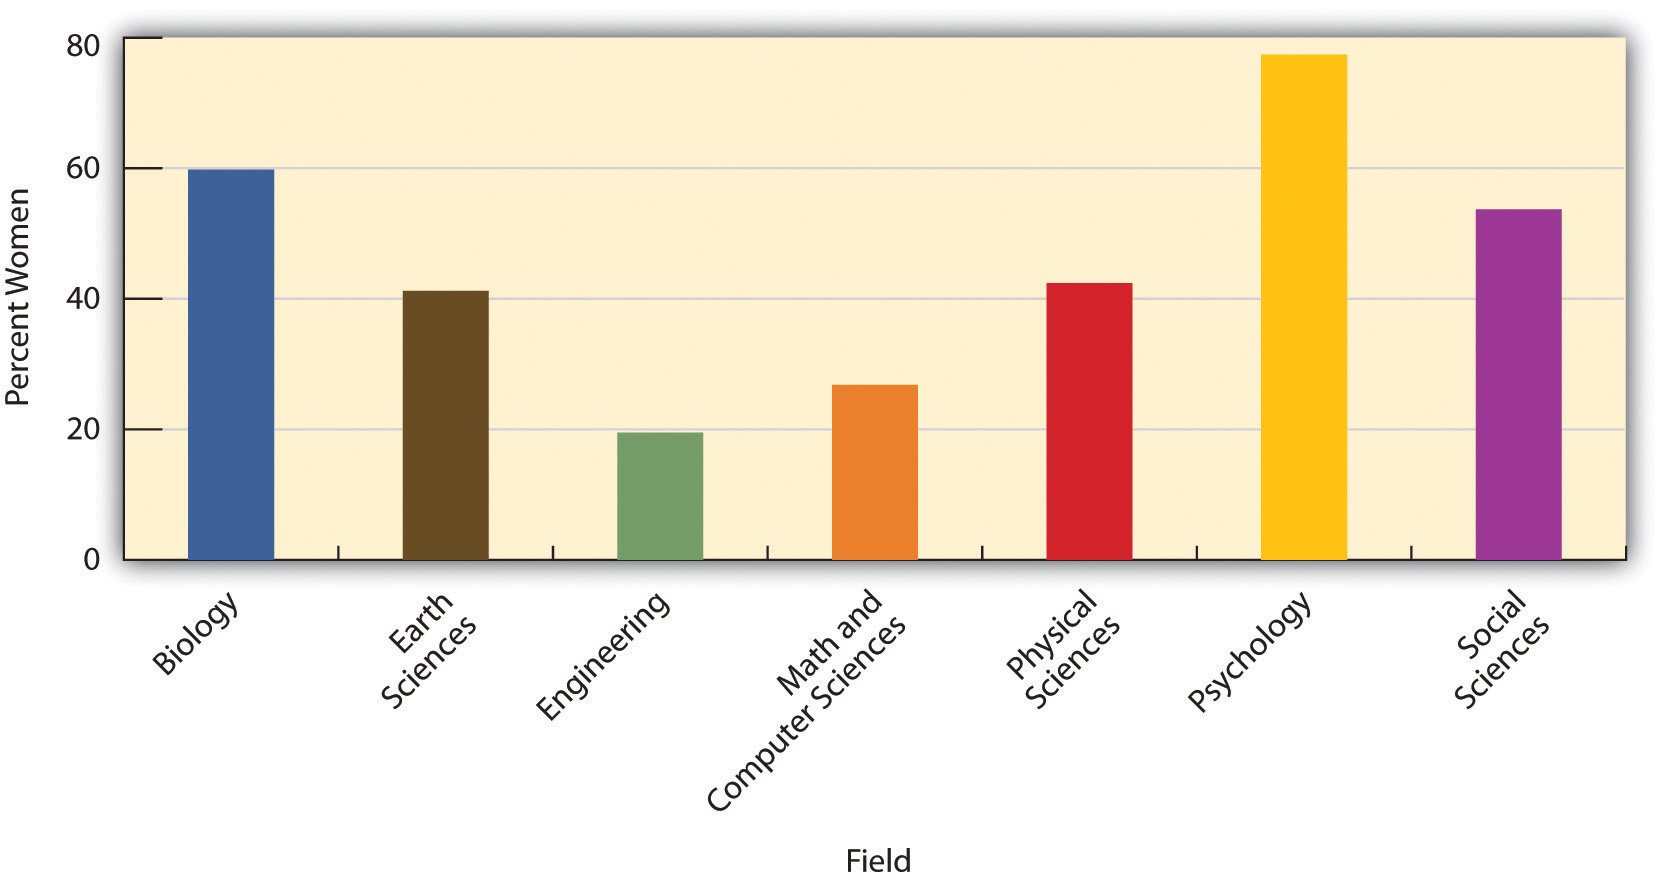 Percent Women
80
60
40
20
0
Biology
Earth
Sciences
Engineering
Math and
Computer Sciences
Physical
Sciences
Psychology
Social
Sciences
Field